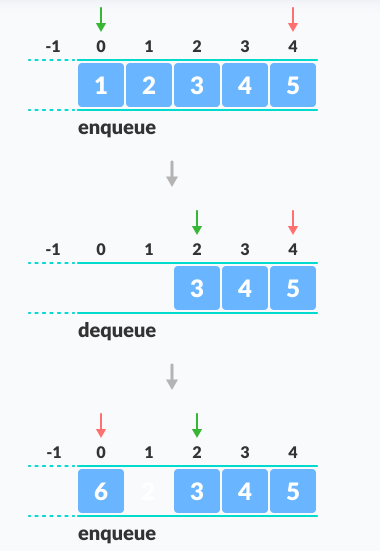 -1 0 1 2 3 4
1 2 3 4 5
enqueue
-1 0 1 2 3 4
3 4 5
dequeue
-1 0 1 2 3 4
6 2 3 4 5
enqueue